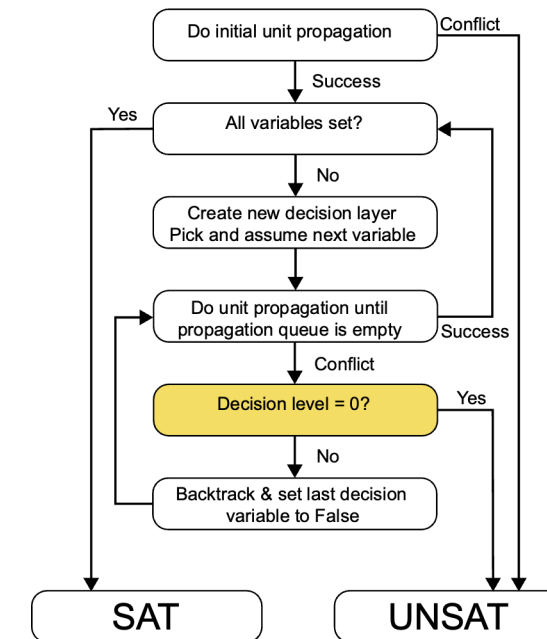 Do initial unit propagation
Conflict
Success
Yes
All variables set?
No
Create new decision layer
Pick and assume next variable
Do unit propagation until
propagation queue is empty
Success
Conflict
Decision level = 0?
Yes
No
Backtrack & set last decision
variable to False
SAT
UNSAT